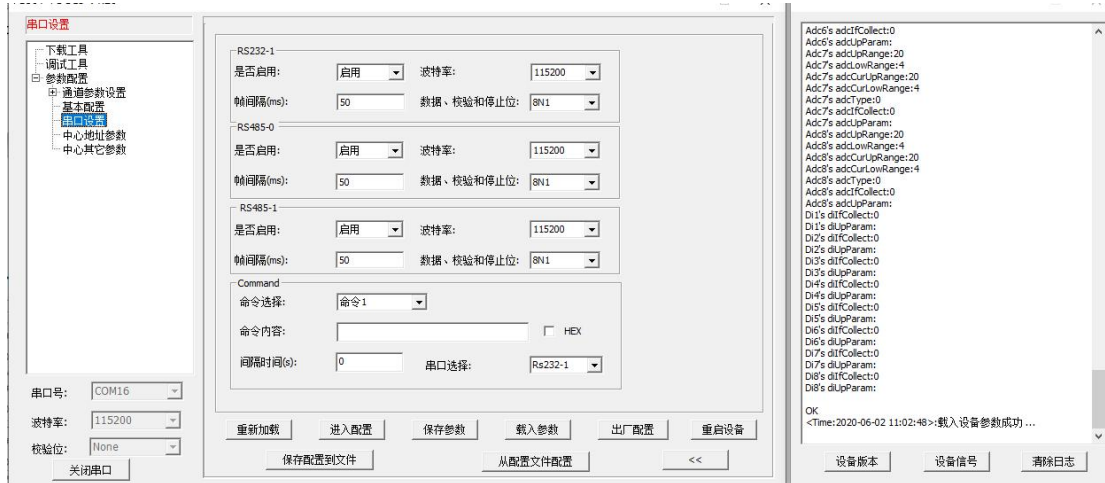 串口设置
下载工具
调试工具
参数配置
通道参数设置
基本配置
串口设置
中心地址参数
中心其它参数
串口号: COM16
波特率: 115200
校验位: None
关闭串口
RS232-1
是否启用: 启用 波特率: 115200
帧间隔(ms): 50 数据、校验和停止位: 8N1
RS485-0
是否启用: 启用 波特率: 115200
帧间隔(ms): 50 数据、校验和停止位: 8N1
RS485-1
是否启用: 启用 波特率: 115200
帧间隔(ms): 50 数据、校验和停止位: 8N1
Command
命令选择: 命令1
命令内容: HEX
间隔时间(s): 0 串口选择: Rs232-1
重新加载 进入配置 保存参数 载入参数 出厂配置 重启设备
保存配置到文件 从配置文件配置 <<
Adc6's adcIfCollect:0
Adc6's adcUpParam:
Adc7's adcUpRange:20
Adc7's adcLowRange:4
Adc7's adcCurUpRange:20
Adc7's adcCurLowRange:4
Adc7's adcType:0
Adc7's adcIfCollect:0
Adc7's adcUpParam:
Adc8's adcUpRange:20
Adc8's adcLowRange:4
Adc8's adcCurUpRange:20
Adc8's adcCurLowRange:4
Adc8's adcType:0
Adc8's adcIfCollect:0
Adc8's adcUpParam:
Di1's diIfCollect:0
Di1's diUpParam:
Di2's diIfCollect:0
Di2's diUpParam:
Di3's diIfCollect:0
Di3's diUpParam:
Di4's diIfCollect:0
Di4's diUpParam:
Di5's diIfCollect:0
Di5's diUpParam:
Di6's diIfCollect:0
Di6's diUpParam:
Di7's diIfCollect:0
Di7's diUpParam:
Di8's diIfCollect:0
Di8's diUpParam:
OK
<Time:2020-06-02 11:02:48>:载入设备参数成功 ...
设备版本 设备信号 清除日志